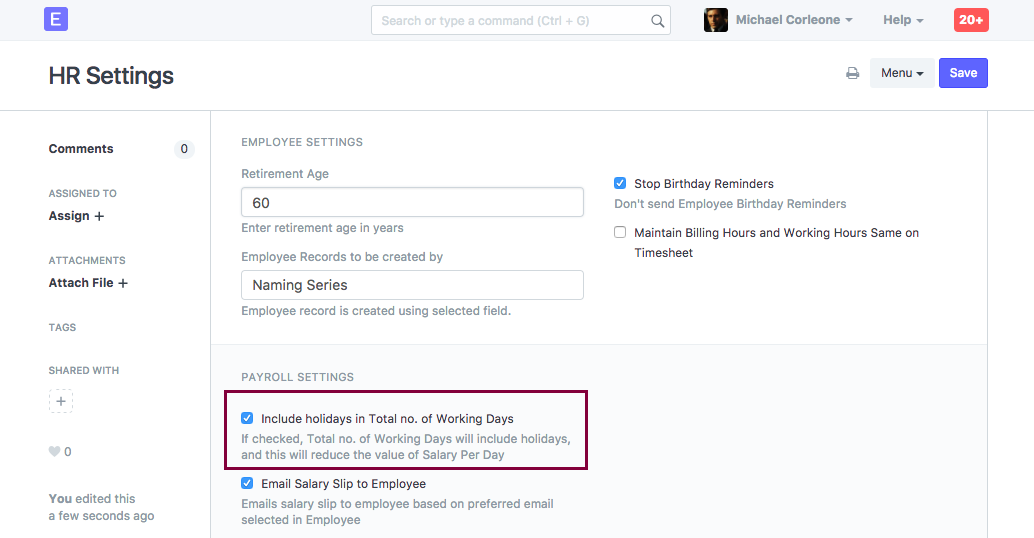 E
Search or type a command (Ctrl + G)
Michael Corleone
Help
20+
HR Settings
Menu
Save
Comments
0
ASSIGNED TO
Assign +
ATTACHMENTS
Attach File +
TAGS
SHARED WITH
+
0
You edited this
a few seconds ago
EMPLOYEE SETTINGS
Retirement Age
60
Enter retirement age in years
Employee Records to be created by
Naming Series
Employee record is created using selected field.
Stop Birthday Reminders
Don't send Employee Birthday Reminders
Maintain Billing Hours and Working Hours Same on
Timesheet
PAYROLL SETTINGS
Include holidays in Total no. of Working Days
If checked, Total no. of Working Days will include holidays,
and this will reduce the value of Salary Per Day
Email Salary Slip to Employee
Emails salary slip to employee based on preferred email
selected in Employee